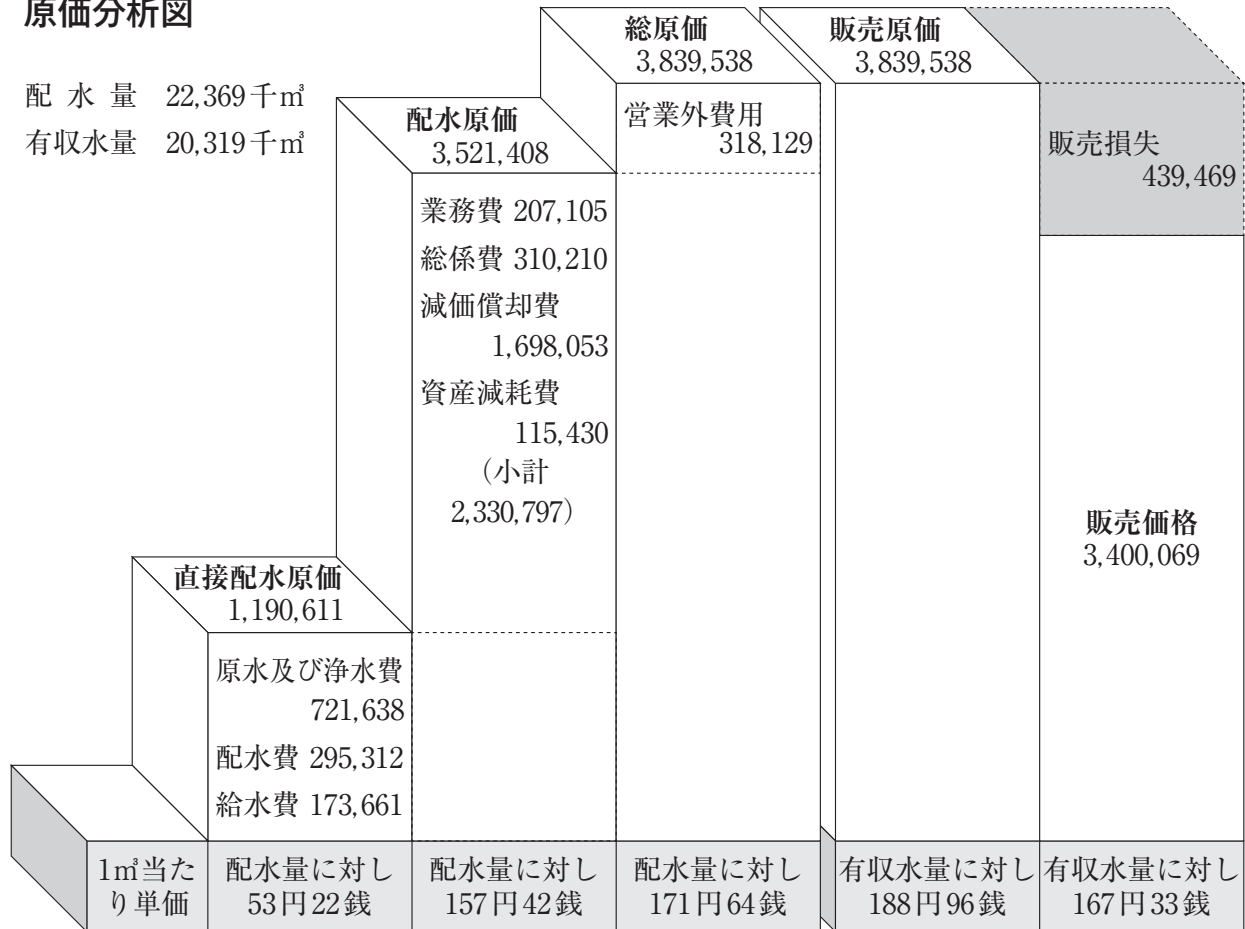 原価分析図
配水量 22,369千㎥
有収水量 20,319千㎥
直接配水原価
1,190,611
原水及び浄水費
721,638
配水費 295,312
給水費 173,661
配水原価
3,521,408
業務費 207,105
総係費 310,210
減価償却費
1,698,053
資産減耗費
115,430
(小計
2,330,797)
総原価
3,839,538
営業外費用
318,129
販売原価
3,839,538
販売損失
439,469
販売価格
3,400,069
1㎥当た
り単価
配水量に対し
53円22銭
配水量に対し
157円42銭
配水量に対し
171円64銭
有収水量に対し
188円96銭
有収水量に対し
167円33銭